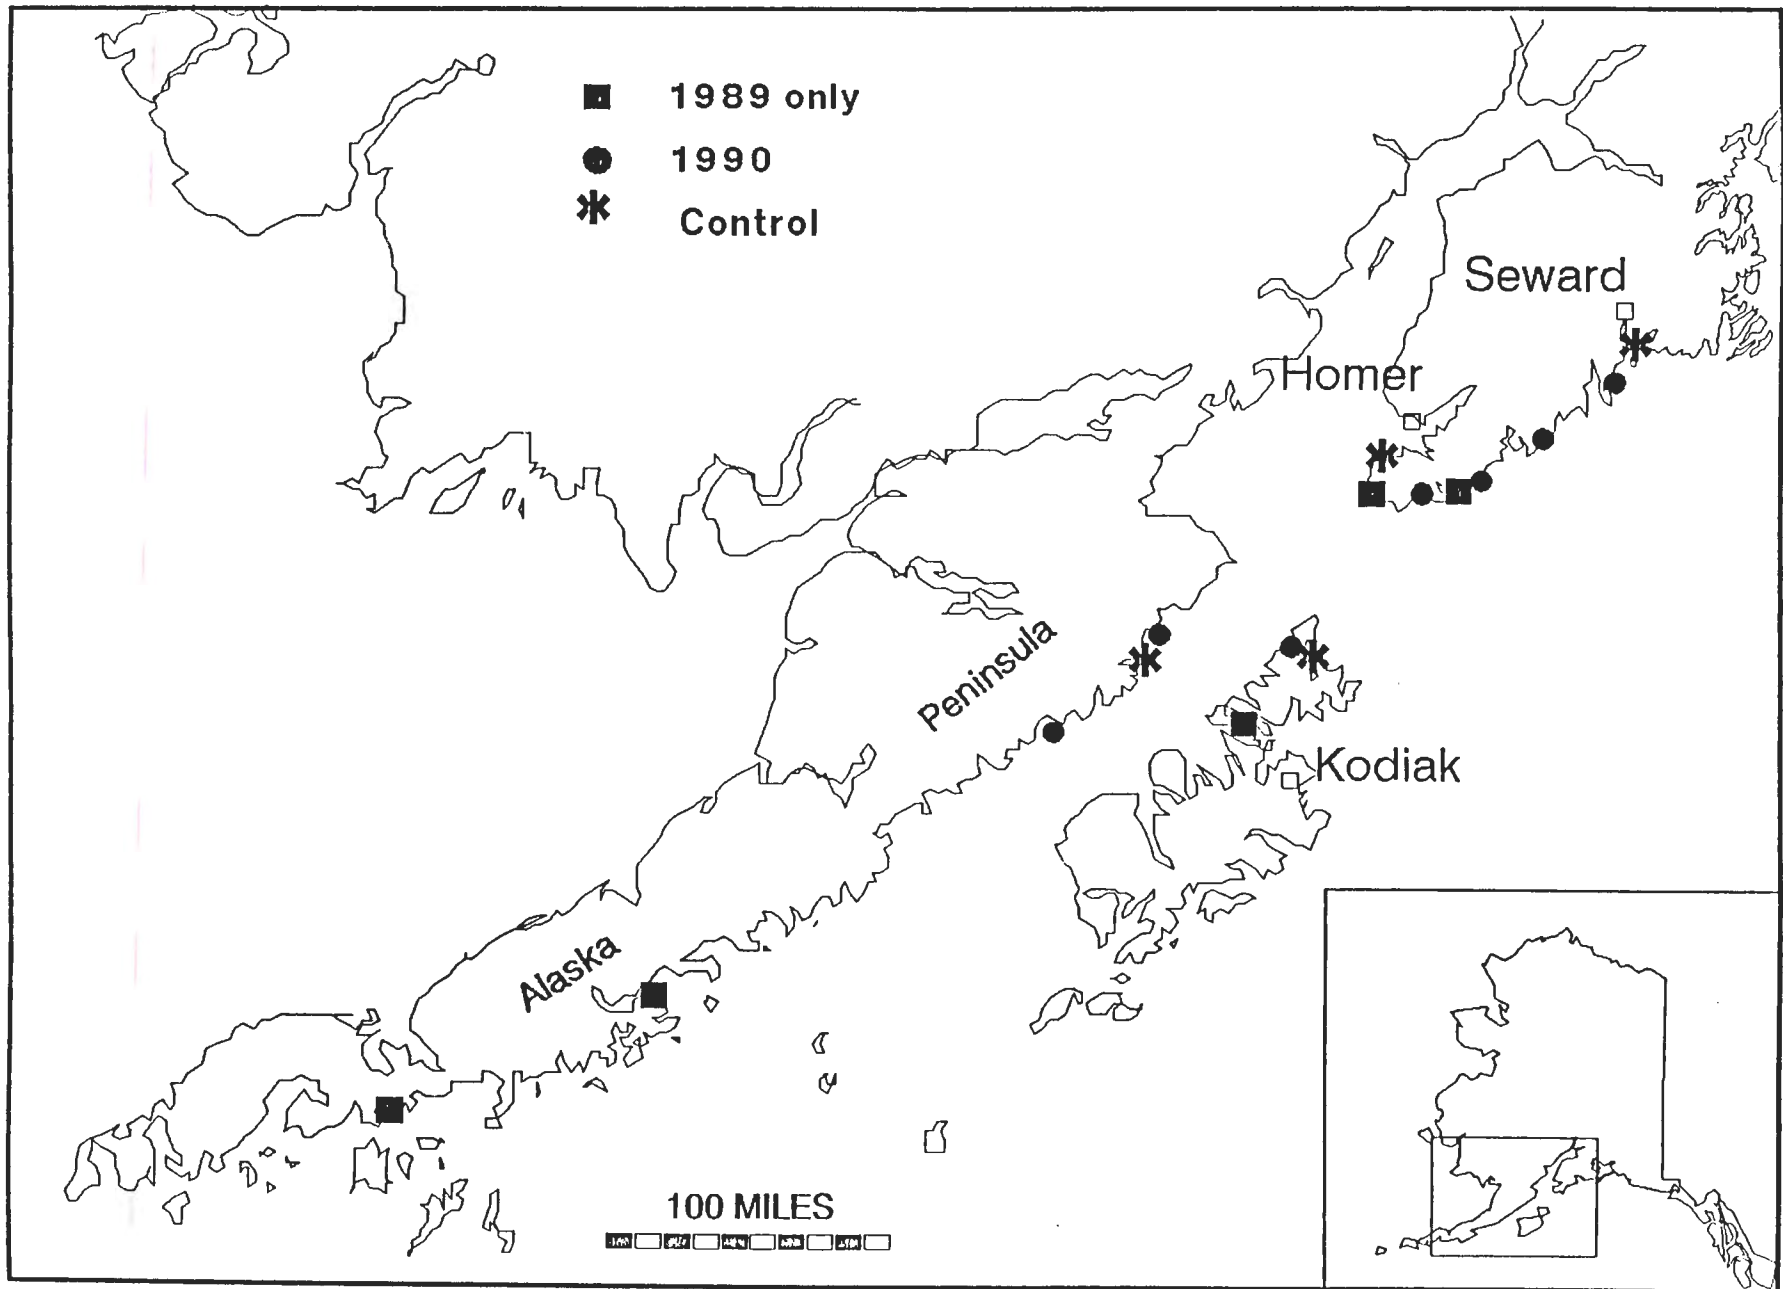 1989 only
1990
Control
Seward
Homer
Peninsula
Kodiak
Alaska
100 MILES